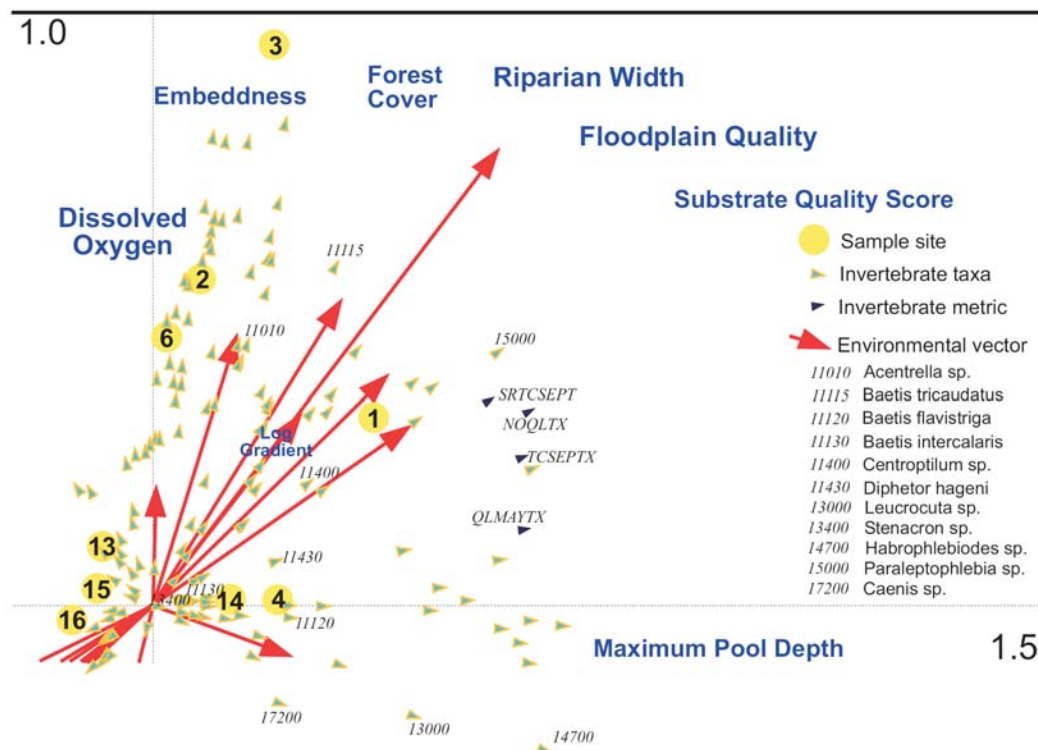 1.0
3
Embeddness
Forest
Cover
Riparian Width
Floodplain Quality
Dissolved
Oxygen
Substrate Quality Score
Sample site
Invertebrate taxa
Invertebrate metric
Environmental vector
11010 Acentrella sp.
11115 Baetis tricaudatus
11120 Baetis flavistriga
11130 Baetis intercalaris
11400 Centroptilum sp.
11430 Diphetor hageni
13000 Leucrocuta sp.
13400 Stenacron sp.
14700 Habrophlebiodes sp.
15000 Paraleptophlebia sp.
17200 Caenis sp.
11115
2
6
11010
15000
SRTCSEPT
1
NOQLTX
Log
Gradient
TCSEPTX
11400
QLMAYTX
13
11430
15
11130
13400
14
4
16
11120
Maximum Pool Depth
1.5
17200
13000
14700